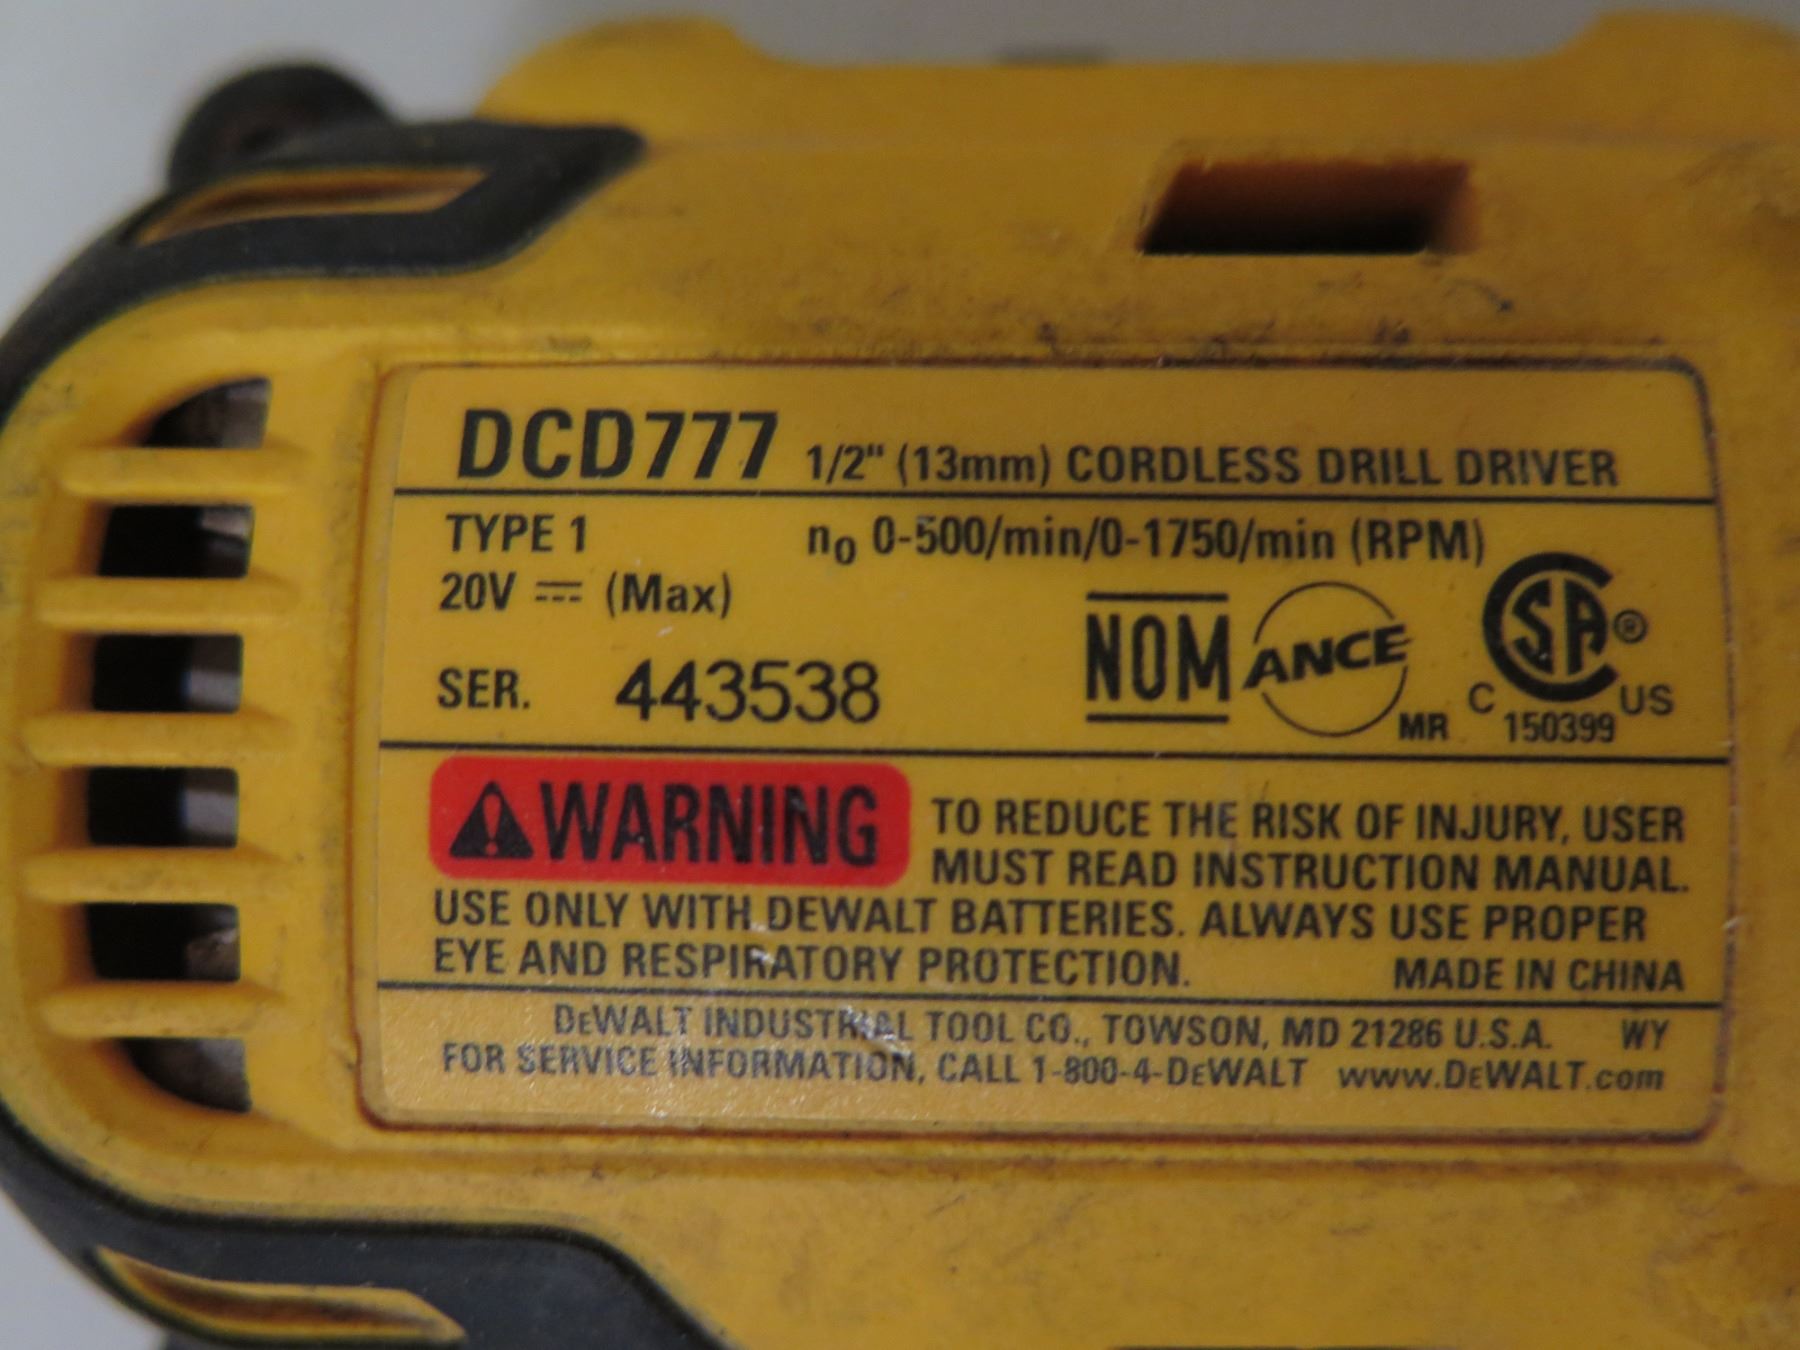 DCD777 1/2" (13mm) CORDLESS DRILL DRIVER
TYPE 1 n0 0-500/min/0-1750/min (RPM)
20V ⎓ (Max)
NOM ANCE MR
CSA ® C US
SER. 443538
150399
WARNING TO REDUCE THE RISK OF INJURY, USER
MUST READ INSTRUCTION MANUAL.
USE ONLY WITH DEWALT BATTERIES. ALWAYS USE PROPER
EYE AND RESPIRATORY PROTECTION. MADE IN CHINA
DEWALT INDUSTRIAL TOOL CO., TOWSON, MD 21286 U.S.A. WY
FOR SERVICE INFORMATION, CALL 1-800-4-DEWALT www.DEWALT.com